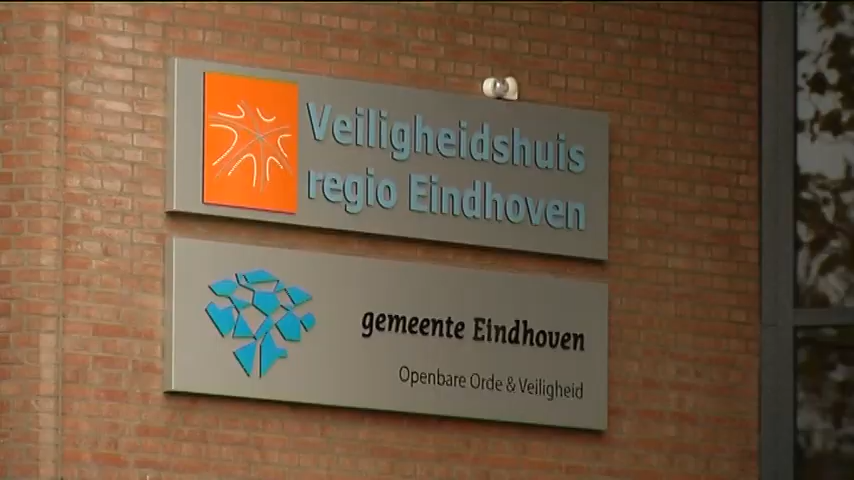 Veiligheidshuis
regio Eindhoven
gemeente Eindhoven
Openbare Orde & Veiligheid